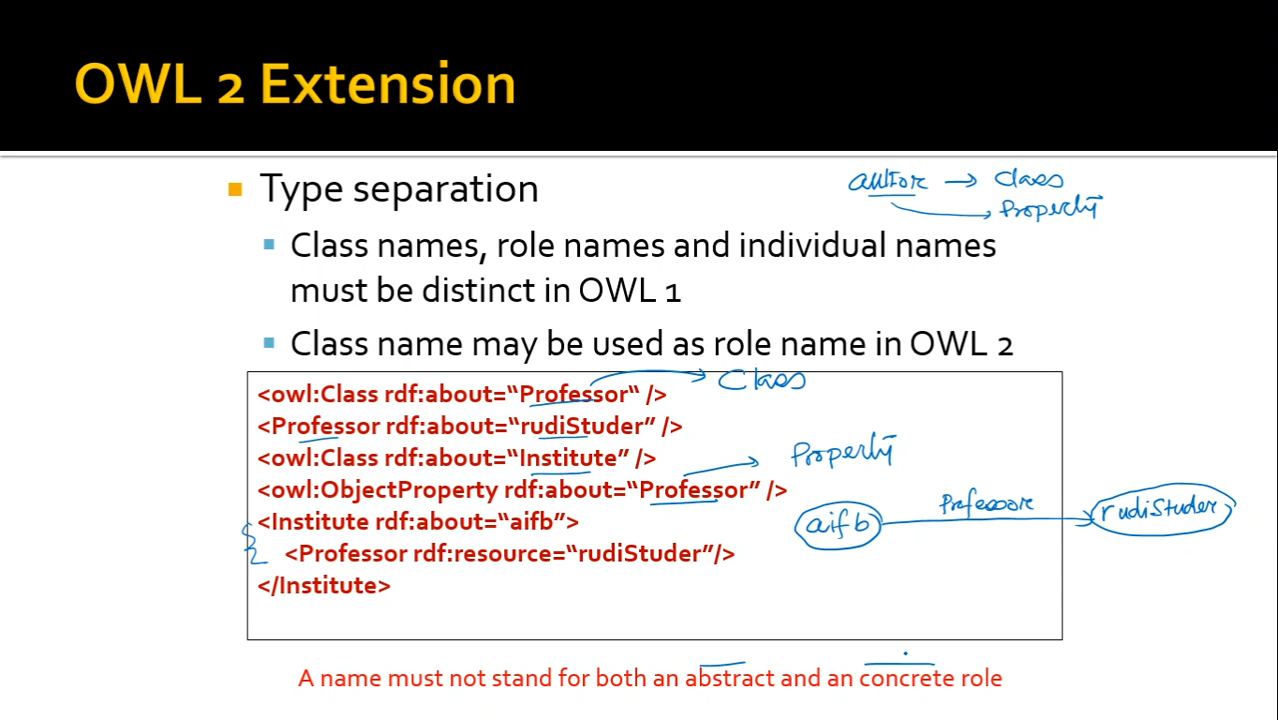 OWL 2 Extension
Type separation
author → class
→ Property
Class names, role names and individual names
must be distinct in OWL 1
Class name may be used as role name in OWL 2
<owl:Class rdf:about=“Professor“ />
Class
<Professor rdf:about=“rudiStuder” />
<owl:Class rdf:about=“Institute” />
Property
<owl:ObjectProperty rdf:about=“Professor” />
<Institute rdf:about=“aifb”>
aifb Professor rudiStuder
<Professor rdf:resource=“rudiStuder”/>
</Institute>
A name must not stand for both an abstract and an concrete role